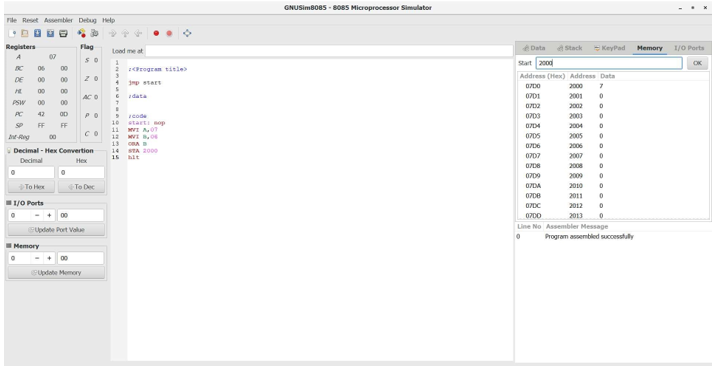 GNUSim8085 - 8085 Microprocessor Simulator
File Reset Assembler Debug Help
Registers Flag
A 07
BC 06 00
DE 00 00
HL 00 00
PSW 00 00
PC 42 0D
SP FF FF
Int-Reg 00
S 0
Z 0
AC 0
P 0
C 0
Decimal - Hex Convertion
Decimal Hex
0 0
To Hex To Dec
I/O Ports
0 - + 00
Update Port Value
Memory
0 - + 00
Update Memory
Load me at
1
2 ;<Program title>
3
4 jmp start
5
6 ;data
7
8
9 ;code
10 start: nop
11 MVI A,07
12 MVI B,06
13 ORA B
14 STA 2000
15 hlt
Data Stack KeyPad Memory I/O Ports
Start 2000 OK
Address (Hex) Address Data
07D0 2000 7
07D1 2001 0
07D2 2002 0
07D3 2003 0
07D4 2004 0
07D5 2005 0
07D6 2006 0
07D7 2007 0
07D8 2008 0
07D9 2009 0
07DA 2010 0
07DB 2011 0
07DC 2012 0
07DD 2013 0
Line No Assembler Message
0 Program assembled successfully